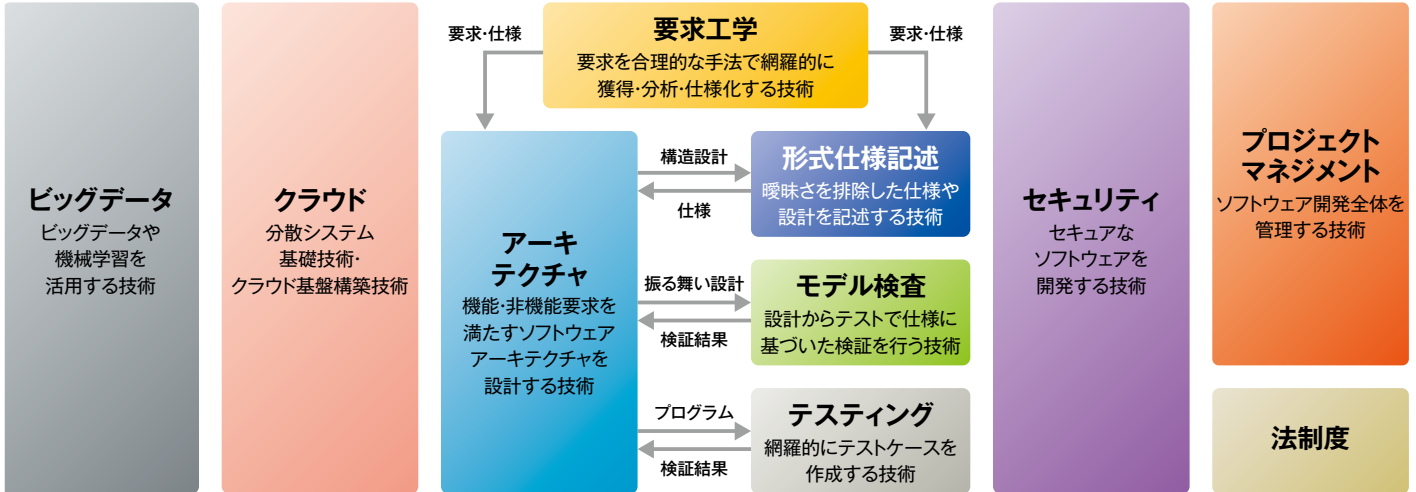 ビッグデータ
ビッグデータや
機械学習を
活用する技術
クラウド
分散システム
基礎技術・
クラウド基盤構築技術
要求・仕様
要求工学
要求を合理的な手法で網羅的に
獲得・分析・仕様化する技術
要求・仕様
アーキ
テクチャ
機能・非機能要求を
満たすソフトウェア
アーキテクチャを
設計する技術
構造設計
仕様
形式仕様記述
曖昧さを排除した仕様や
設計を記述する技術
振る舞い設計
検証結果
モデル検査
設計からテストで仕様に
基づいた検証を行う技術
プログラム
検証結果
テスティング
網羅的にテストケースを
作成する技術
セキュリティ
セキュアな
ソフトウェアを
開発する技術
プロジェクト
マネジメント
ソフトウェア開発全体を
管理する技術
法制度